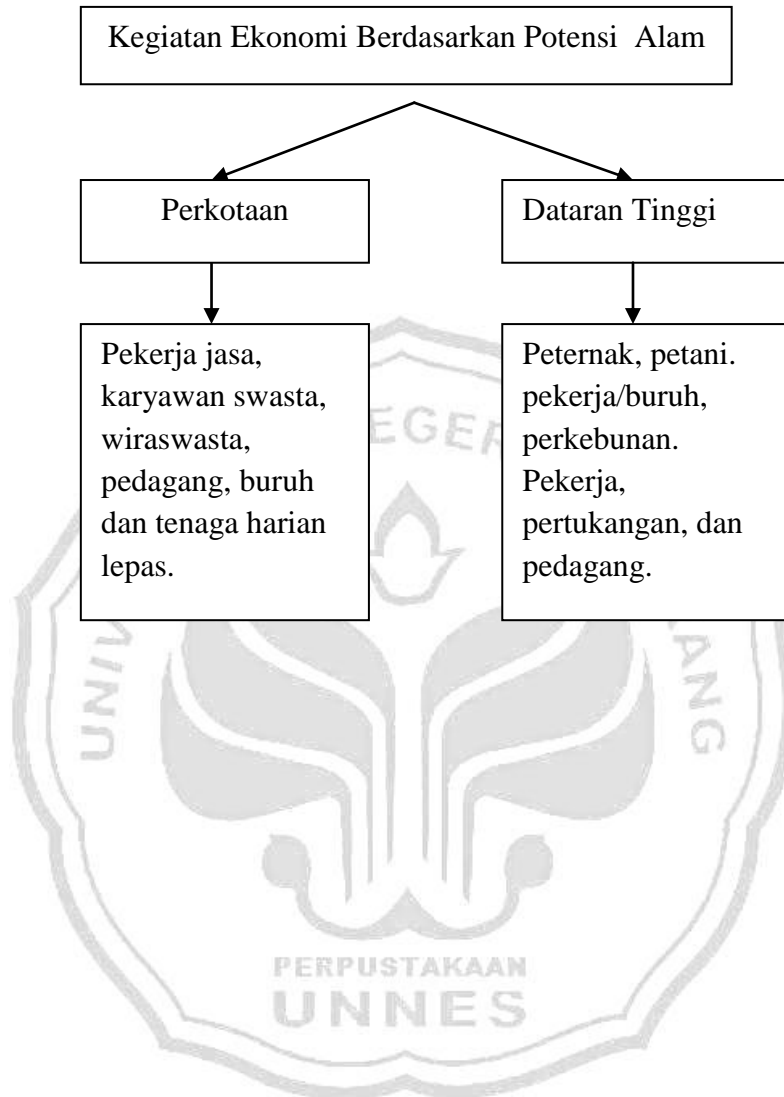 Kegiatan Ekonomi Berdasarkan Potensi Alam
Perkotaan
Dataran Tinggi
Pekerja jasa,
karyawan swasta,
wiraswasta,
pedagang, buruh
dan tenaga harian
lepas.
Peternak, petani.
pekerja/buruh,
perkebunan.
Pekerja,
pertukangan, dan
pedagang.
PERPUSTAKAAN
UNNES